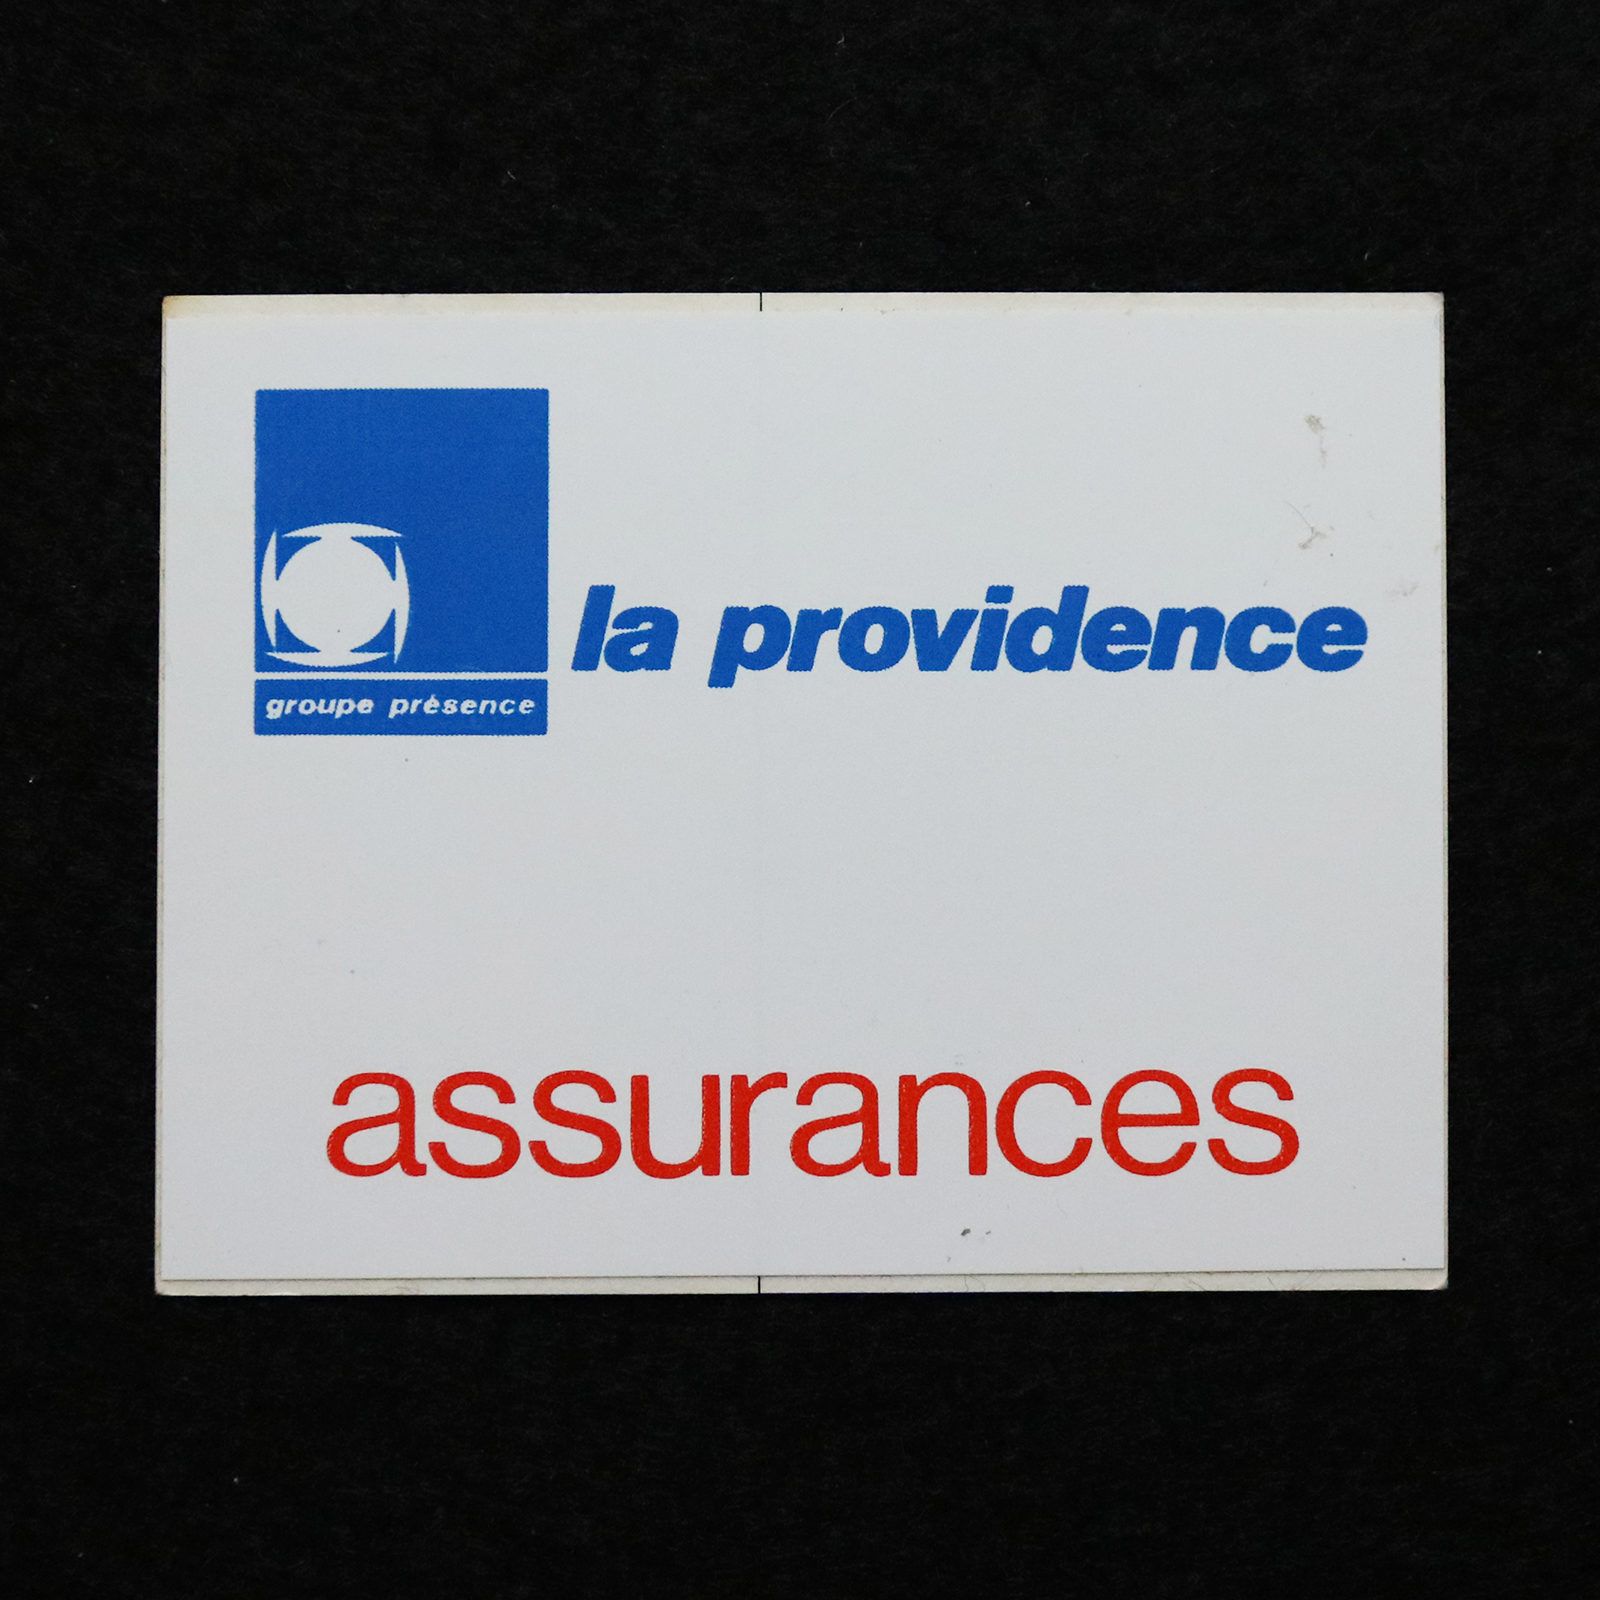 la providence
groupe présence
assurances